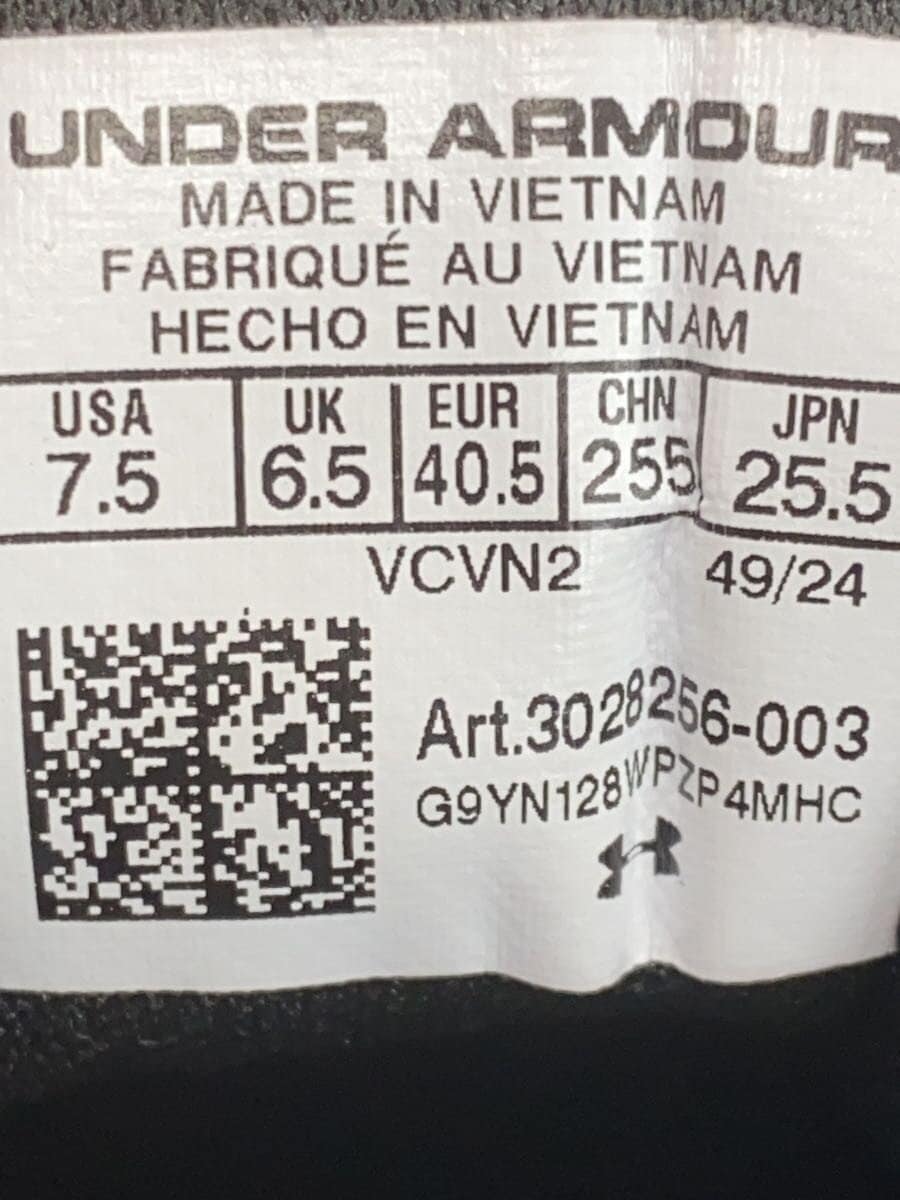 UNDER ARMOUR
MADE IN VIETNAM
FABRIQUÉ AU VIETNAM
HECHO EN VIETNAM
USA UK EUR CHN JPN
7.5 6.5 40.5 255 25.5
VCVN2 49/24
Art.3028256-003
G9YN128WPZP4MHC